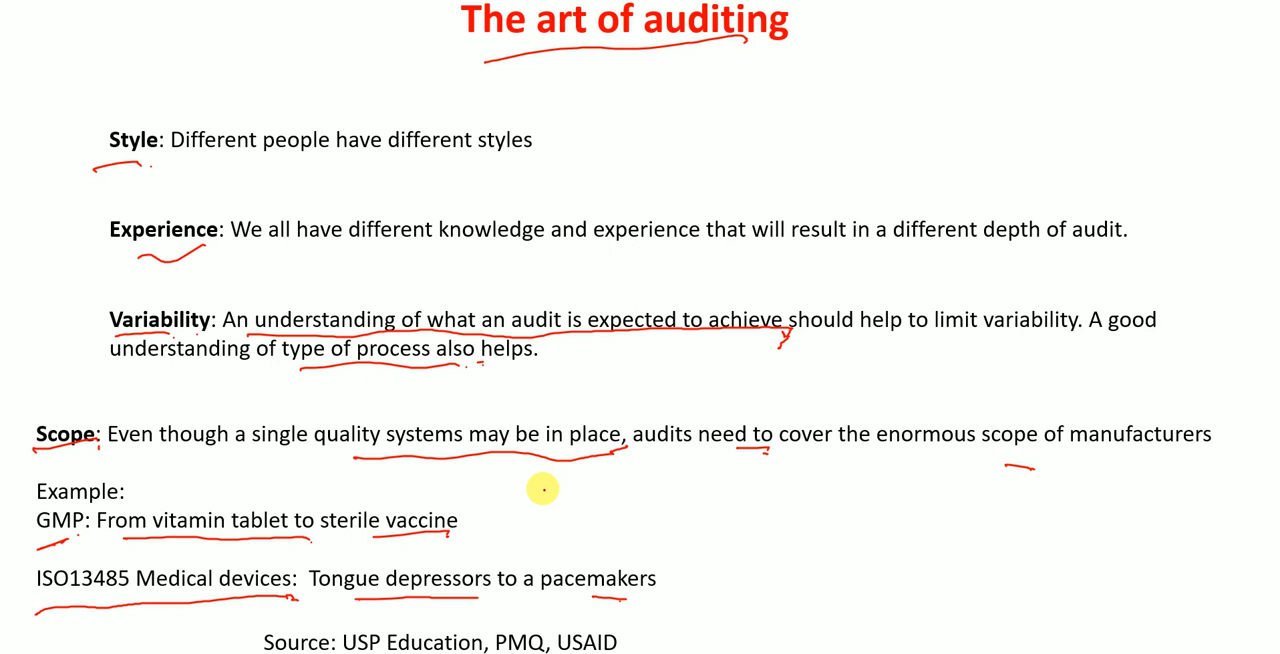 The art of auditing
Style: Different people have different styles
Experience: We all have different knowledge and experience that will result in a different depth of audit.
Variability: An understanding of what an audit is expected to achieve should help to limit variability. A good
understanding of type of process also helps.
Scope: Even though a single quality systems may be in place, audits need to cover the enormous scope of manufacturers
Example:
GMP: From vitamin tablet to sterile vaccine
ISO13485 Medical devices: Tongue depressors to a pacemakers
Source: USP Education, PMQ, USAID